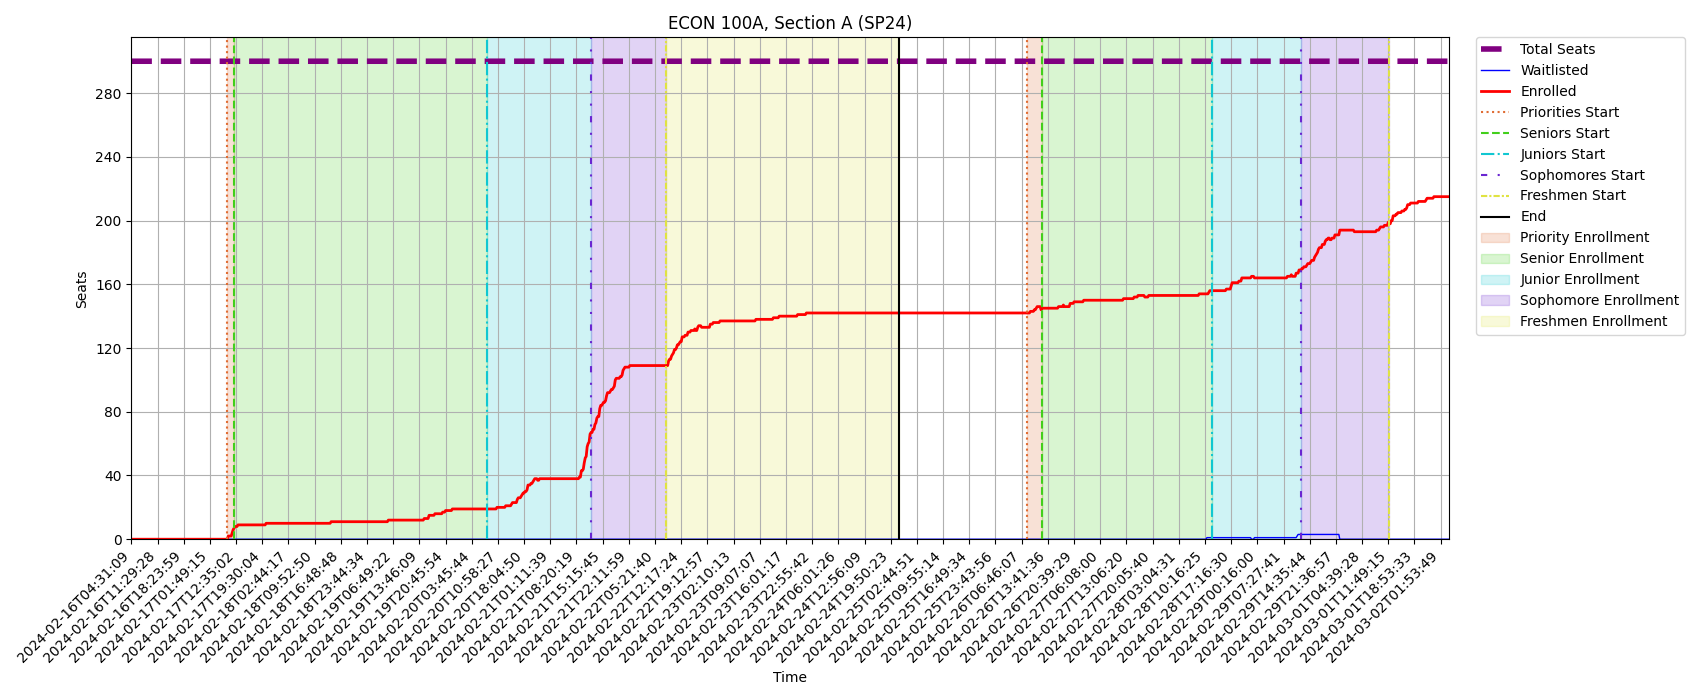 ECON 100A, Section A (SP24)
Seats
280
240
200
160
120
80
40
0
2024-02-16T04:31:09
2024-02-16T11:29:28
2024-02-16T18:23:59
2024-02-17T01:49:15
2024-02-17T12:35:02
2024-02-17T19:30:04
2024-02-18T02:44:17
2024-02-18T09:52:50
2024-02-18T16:48:48
2024-02-18T23:44:34
2024-02-19T06:49:22
2024-02-19T13:46:09
2024-02-19T20:45:54
2024-02-20T03:45:44
2024-02-20T10:58:27
2024-02-20T18:04:50
2024-02-21T01:11:39
2024-02-21T08:20:19
2024-02-21T15:15:45
2024-02-21T22:11:59
2024-02-22T05:21:40
2024-02-22T12:17:24
2024-02-22T19:12:57
2024-02-23T02:10:13
2024-02-23T09:07:07
2024-02-23T16:01:17
2024-02-23T22:55:42
2024-02-24T06:01:26
2024-02-24T12:56:09
2024-02-24T19:50:23
2024-02-25T02:44:51
2024-02-25T09:55:14
2024-02-25T16:49:34
2024-02-25T23:43:56
2024-02-26T06:46:07
2024-02-26T13:41:36
2024-02-26T20:39:29
2024-02-27T06:08:00
2024-02-27T13:06:20
2024-02-27T20:05:40
2024-02-28T03:04:31
2024-02-28T10:16:25
2024-02-28T17:16:30
2024-02-29T00:16:00
2024-02-29T07:27:41
2024-02-29T14:35:44
2024-02-29T21:36:57
2024-03-01T04:39:28
2024-03-01T11:49:15
2024-03-01T18:53:33
2024-03-02T01:53:49
Time
Total Seats
Waitlisted
Enrolled
Priorities Start
Seniors Start
Juniors Start
Sophomores Start
Freshmen Start
End
Priority Enrollment
Senior Enrollment
Junior Enrollment
Sophomore Enrollment
Freshmen Enrollment